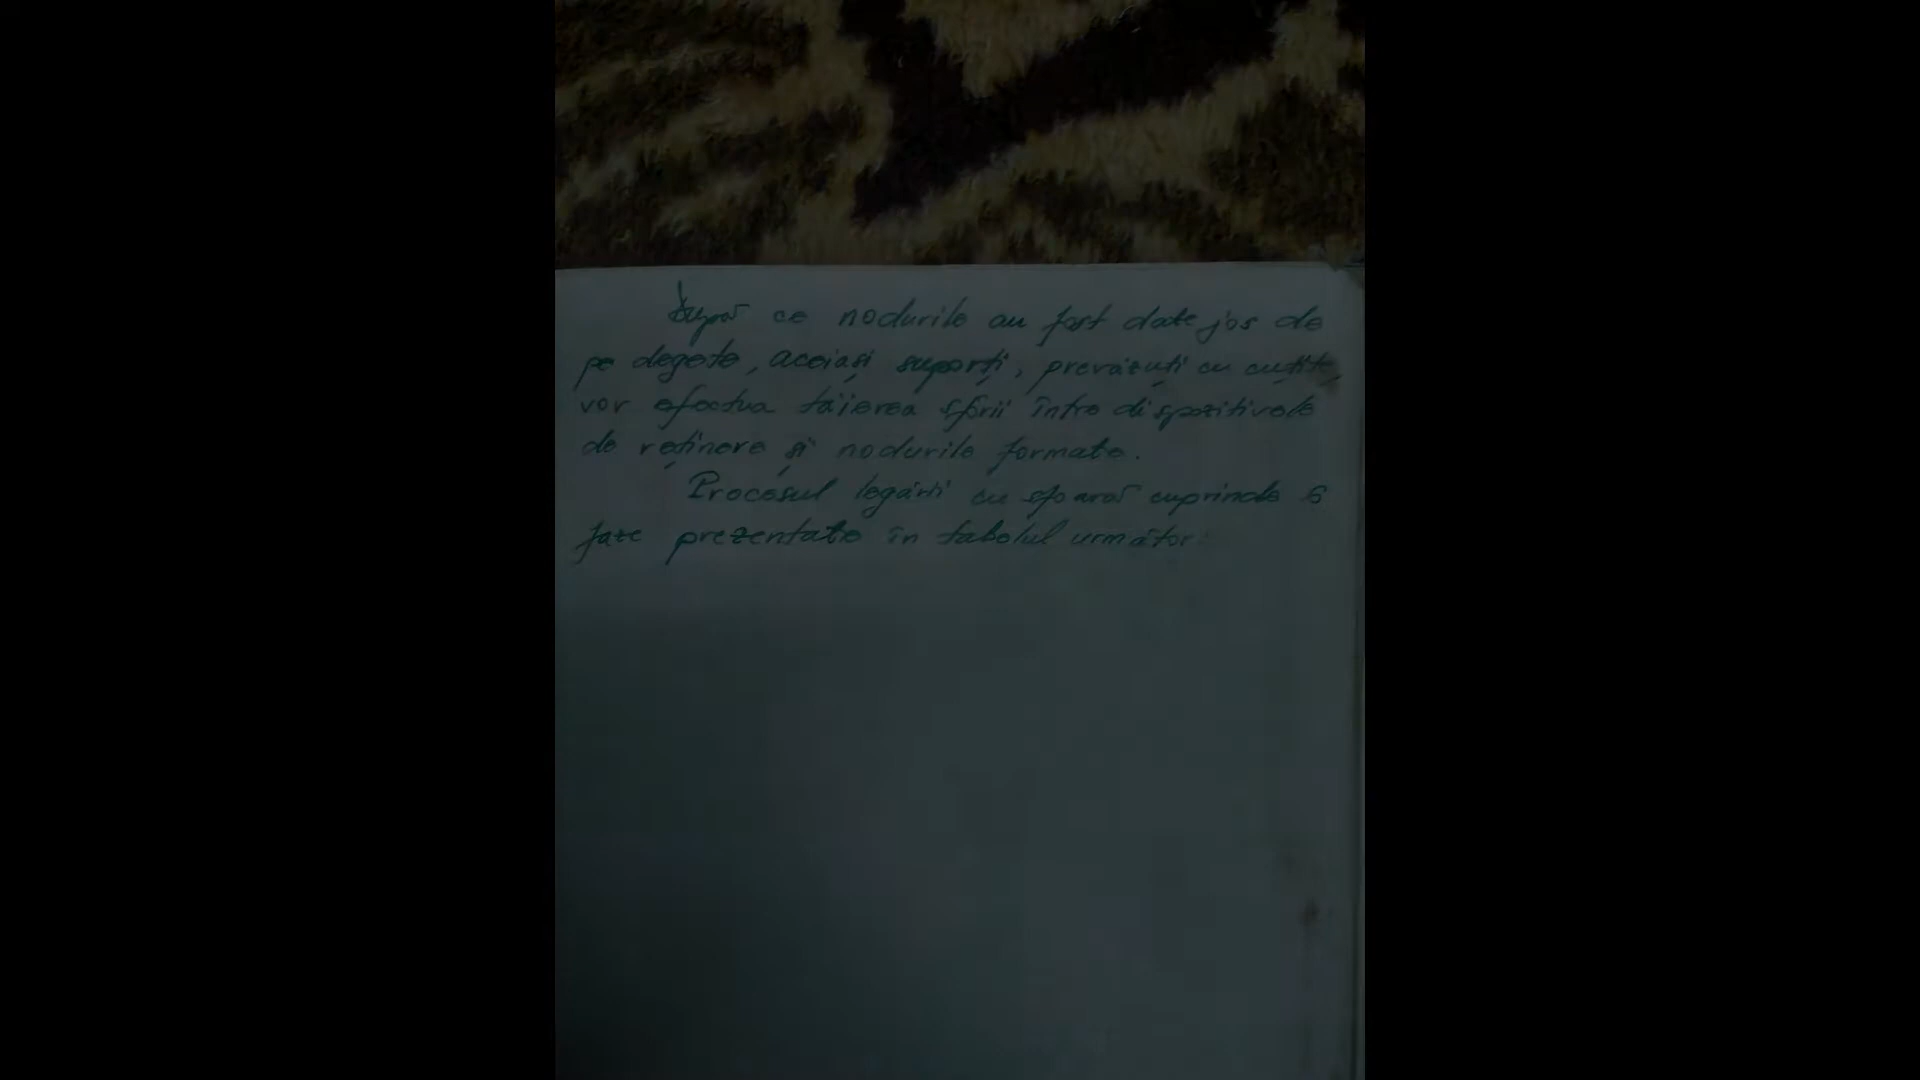 După ce nodurile au fost date jos de
pe degete, aceiași suporți, prevăzuți cu cuțite,
vor efectua tăierea sforii între dispozitivele
de reținere și nodurile formate.
Procesul legării cu sfoară cuprinde 6
faze prezentate în tabelul următor: